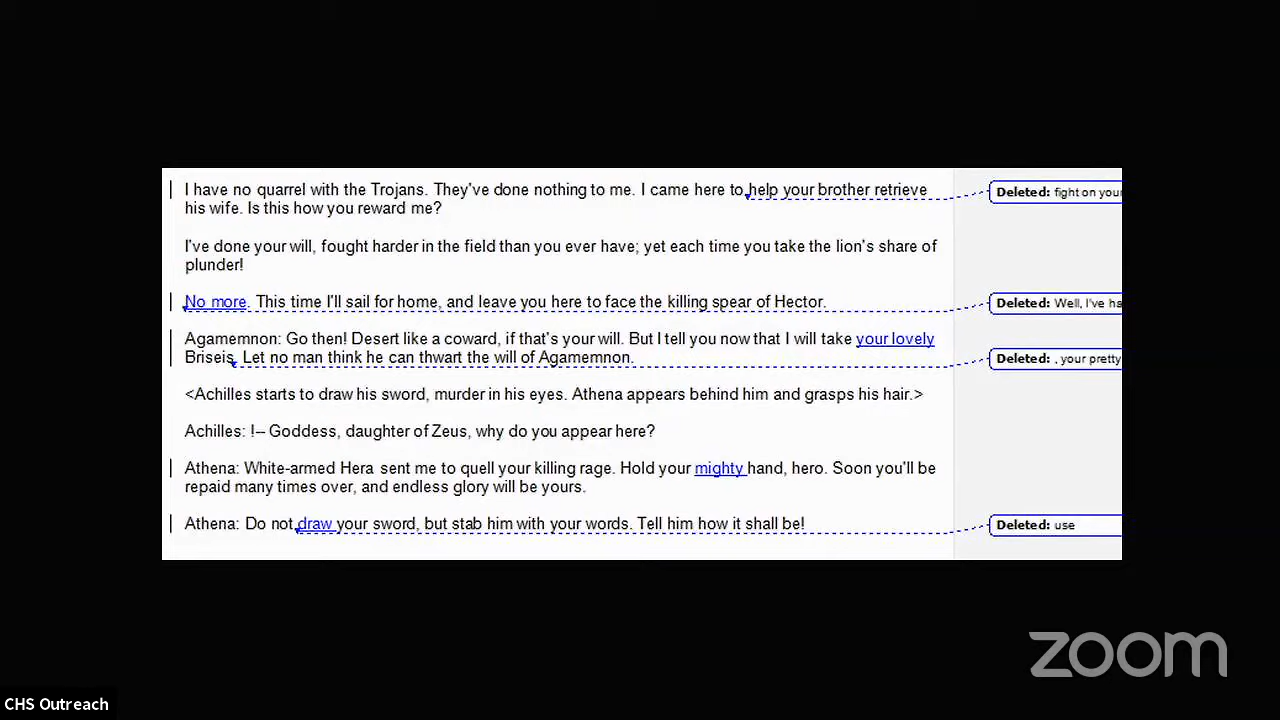 I have no quarrel with the Trojans. They've done nothing to me. I came here to help your brother retrieve
his wife. Is this how you reward me?
I've done your will, fought harder in the field than you ever have; yet each time you take the lion's share of
plunder!
No more. This time I'll sail for home, and leave you here to face the killing spear of Hector.
Agamemnon: Go then! Desert like a coward, if that's your will. But I tell you now that I will take your lovely
Briseis. Let no man think he can thwart the will of Agamemnon.
<Achilles starts to draw his sword, murder in his eyes. Athena appears behind him and grasps his hair.>
Achilles: !-- Goddess, daughter of Zeus, why do you appear here?
Athena: White-armed Hera sent me to quell your killing rage. Hold your mighty hand, hero. Soon you'll be
repaid many times over, and endless glory will be yours.
Athena: Do not draw your sword, but stab him with your words. Tell him how it shall be!
Deleted: fight on your
Deleted: Well, I've ha
Deleted: , your pretty
Deleted: use
zoom
CHS Outreach